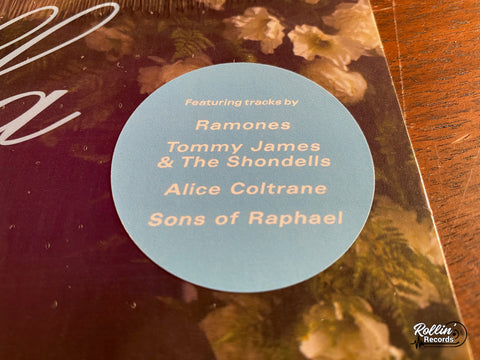 Featuring tracks by
Ramones
Tommy James
& The Shondells
Alice Coltrane
Sons of Raphael
Rollin'
Records